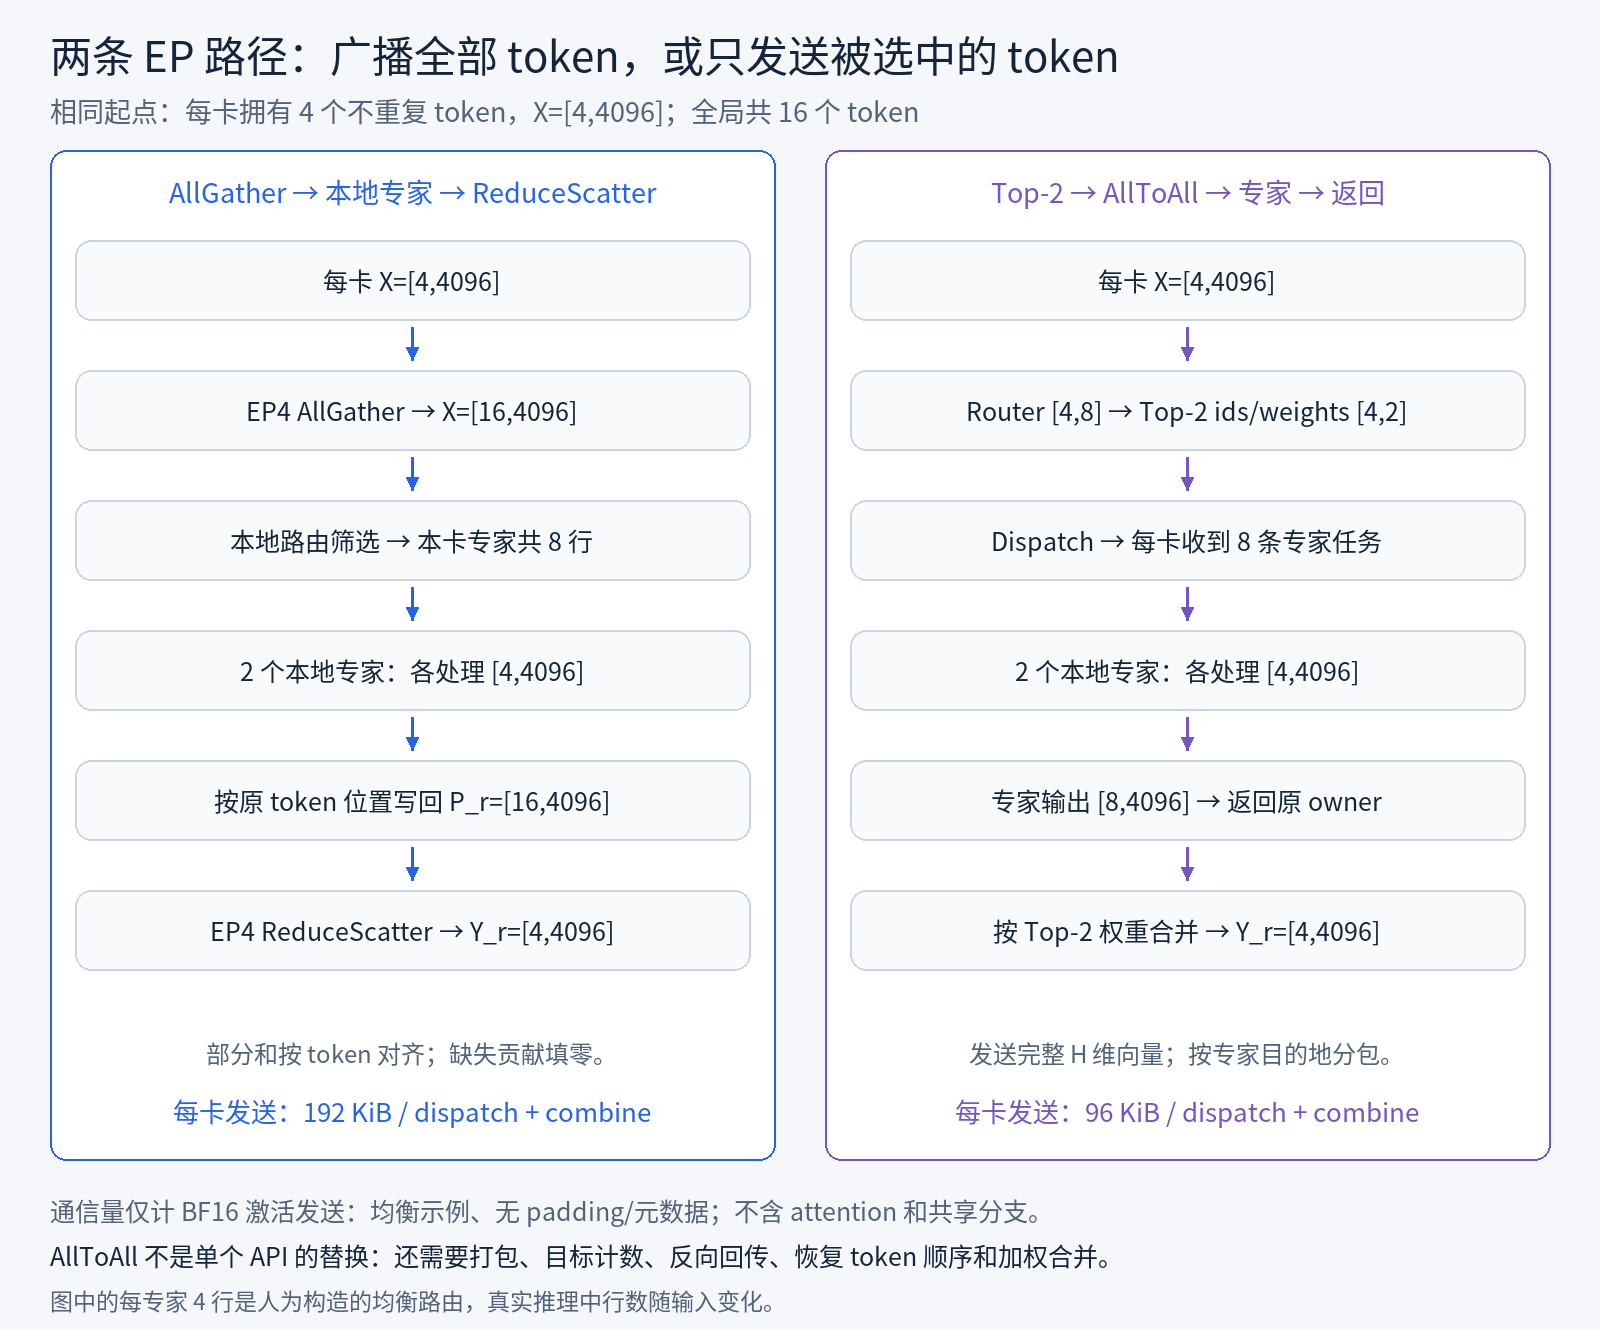 两条 EP 路径：广播全部 token，或只发送被选中的 token
相同起点：每卡拥有 4 个不重复 token，X=[4,4096]；全局共 16 个 token
AllGather → 本地专家 → ReduceScatter
每卡 X=[4,4096]
EP4 AllGather → X=[16,4096]
本地路由筛选 → 本卡专家共 8 行
2 个本地专家：各处理 [4,4096]
按原 token 位置写回 P_r=[16,4096]
EP4 ReduceScatter → Y_r=[4,4096]
部分和按 token 对齐；缺失贡献填零。
每卡发送：192 KiB / dispatch + combine
Top-2 → AllToAll → 专家 → 返回
每卡 X=[4,4096]
Router [4,8] → Top-2 ids/weights [4,2]
Dispatch → 每卡收到 8 条专家任务
2 个本地专家：各处理 [4,4096]
专家输出 [8,4096] → 返回原 owner
按 Top-2 权重合并 → Y_r=[4,4096]
发送完整 H 维向量；按专家目的地分包。
每卡发送：96 KiB / dispatch + combine
通信量仅计 BF16 激活发送：均衡示例、无 padding/元数据；不含 attention 和共享分支。
AllToAll 不是单个 API 的替换：还需要打包、目标计数、反向回传、恢复 token 顺序和加权合并。
图中的每专家 4 行是人为构造的均衡路由，真实推理中行数随输入变化。